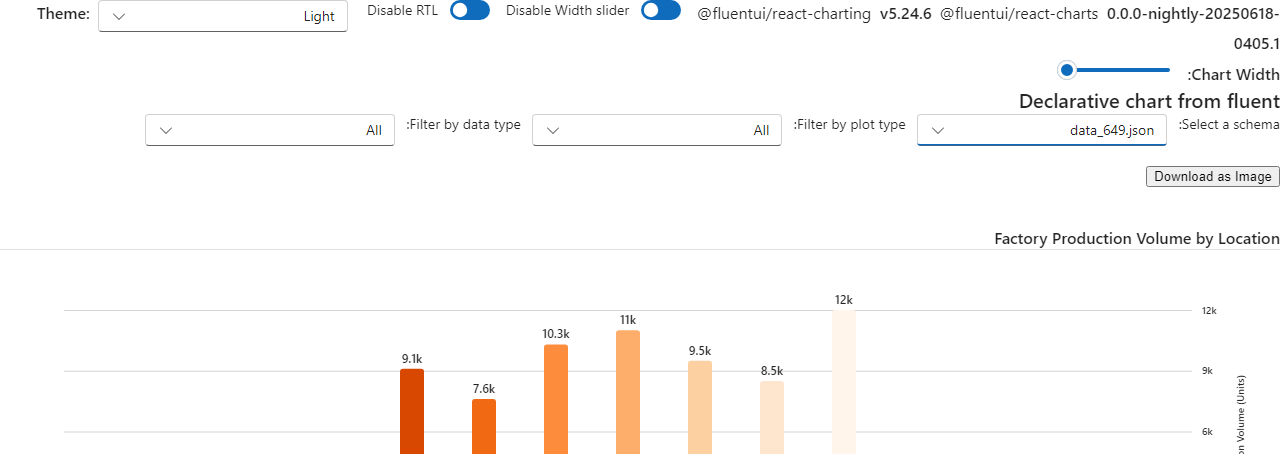 Theme:
Light
Disable RTL
Disable Width slider
@fluentui/react-charting v5.24.6 @fluentui/react-charts 0.0.0-nightly-20250618-
0405.1
:Chart Width
Declarative chart from fluent
:Select a schema
data_649.json
:Filter by plot type
All
:Filter by data type
All
Download as Image
Factory Production Volume by Location
12k
9k
6k
9.1k
7.6k
10.3k
11k
9.5k
8.5k
12k
Volume (Units)